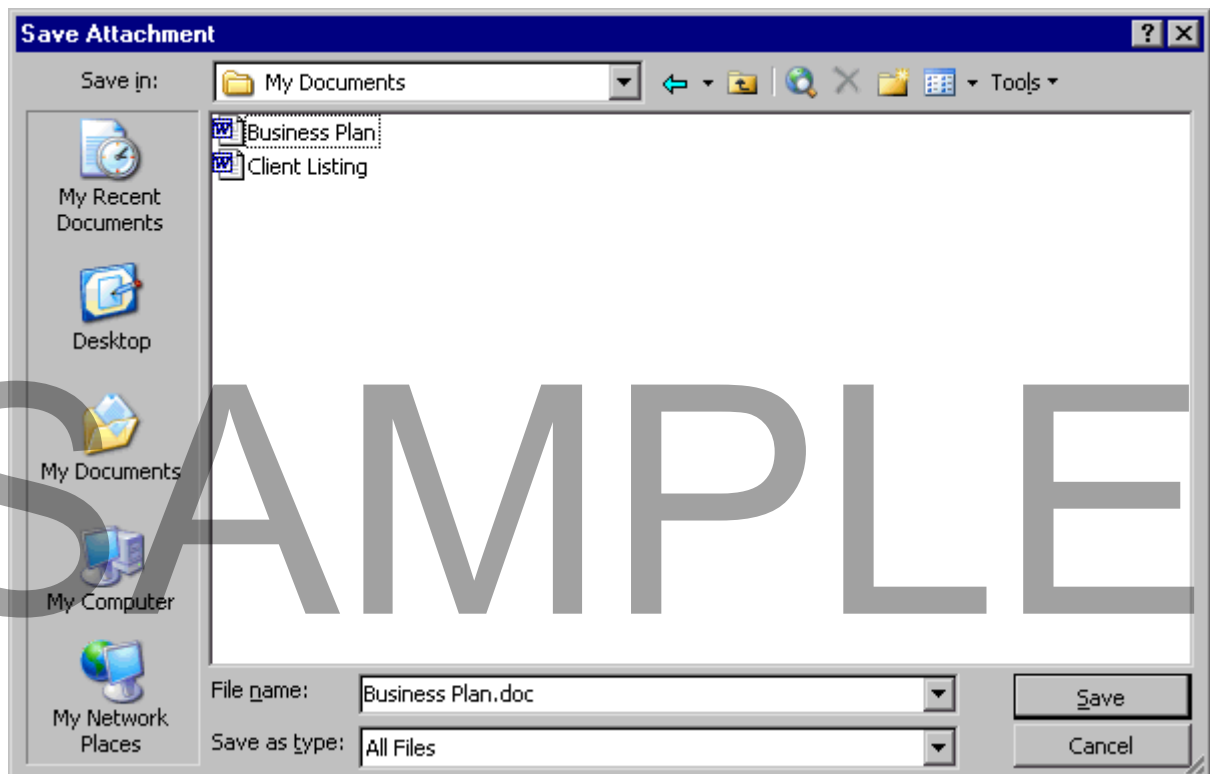 Save Attachment
Save in:
My Documents
Tools
Business Plan
Client Listing
My Recent
Documents
Desktop
My Documents
My Computer
My Network
Places
SAMPLE
File name:
Business Plan.doc
Save
Save as type:
All Files
Cancel